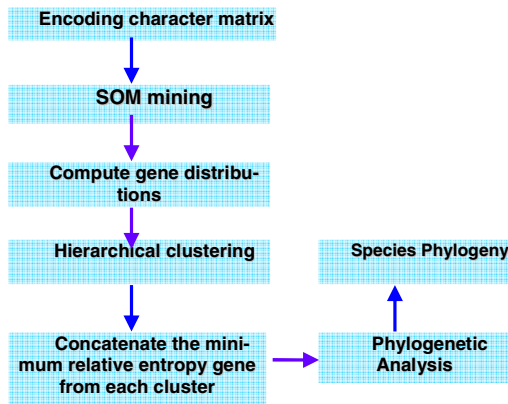 Encoding character matrix
SOM mining
Compute gene distribu-
tions
Hierarchical clustering
Species Phylogeny
Concatenate the mini-
mum relative entropy gene
from each cluster
Phylogenetic
Analysis